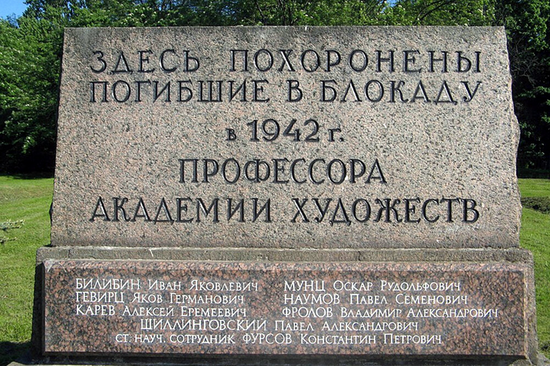 ЗДЕСЬ ПОХОРОНЕНЫ
ПОГИБШИЕ В БЛОКАДУ
в 1942 г.
ПРОФЕССОРА
АКАДЕМИИ ХУДОЖЕСТВ
БИЛИБИН Иван Яковлевич
ГЕВИРЦ Яков Германович
КАРЕВ Алексей Еремеевич
МУНЦ Оскар Рудольфович
НАУМОВ Павел Семенович
ФРОЛОВ Владимир Александрович
ШИЛЛИНГОВСКИЙ Павел Александрович
СТ. НАУЧ. СОТРУДНИК ФУРСОВ Константин Петрович.